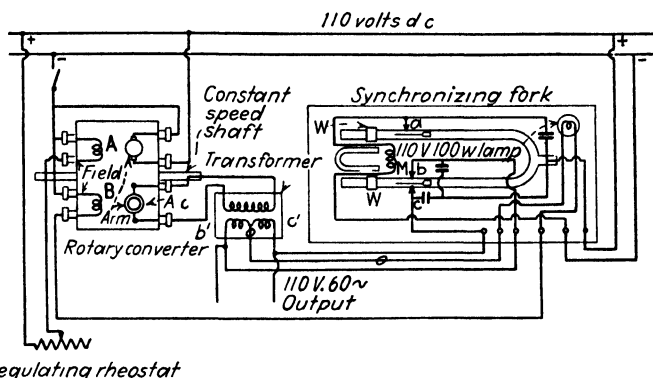 110 volts d c
+
+
-
-
Synchronizing fork
Constant
speed
shaft
W
a
110 V 100 w lamp
A
Transformer
M
b
Field
B
A c
W
c
Arm
b'
c'
Rotary converter
110 V. 60~
Output
egulating rheostat